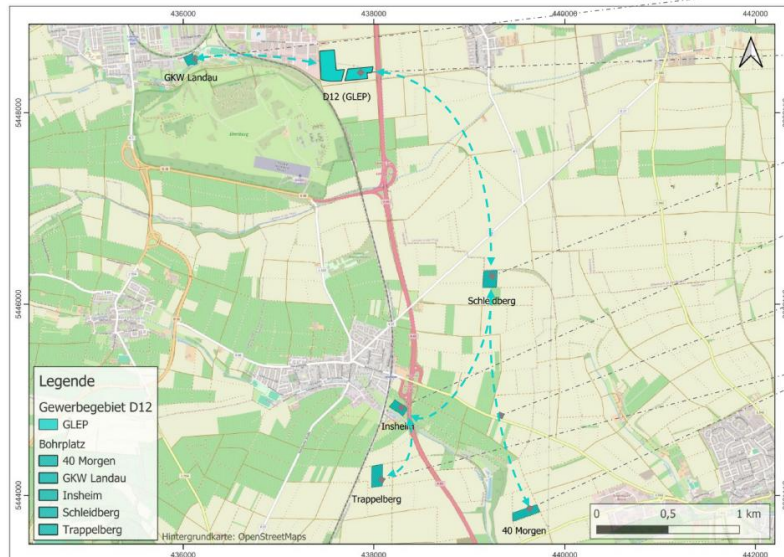 436000 438000 440000 442000
GKW Landau
D12 (GLEP)
5448000
5446000
Schleidberg
Insheim
Trappelberg
40 Morgen
5444000
Legende
Gewerbegebiet D12
GLEP
Bohrplatz
40 Morgen
GKW Landau
Insheim
Schleidberg
Trappelberg
Hintergrundkarte: OpenStreetMaps
0 0,5 1 km
436000 438000 440000 442000